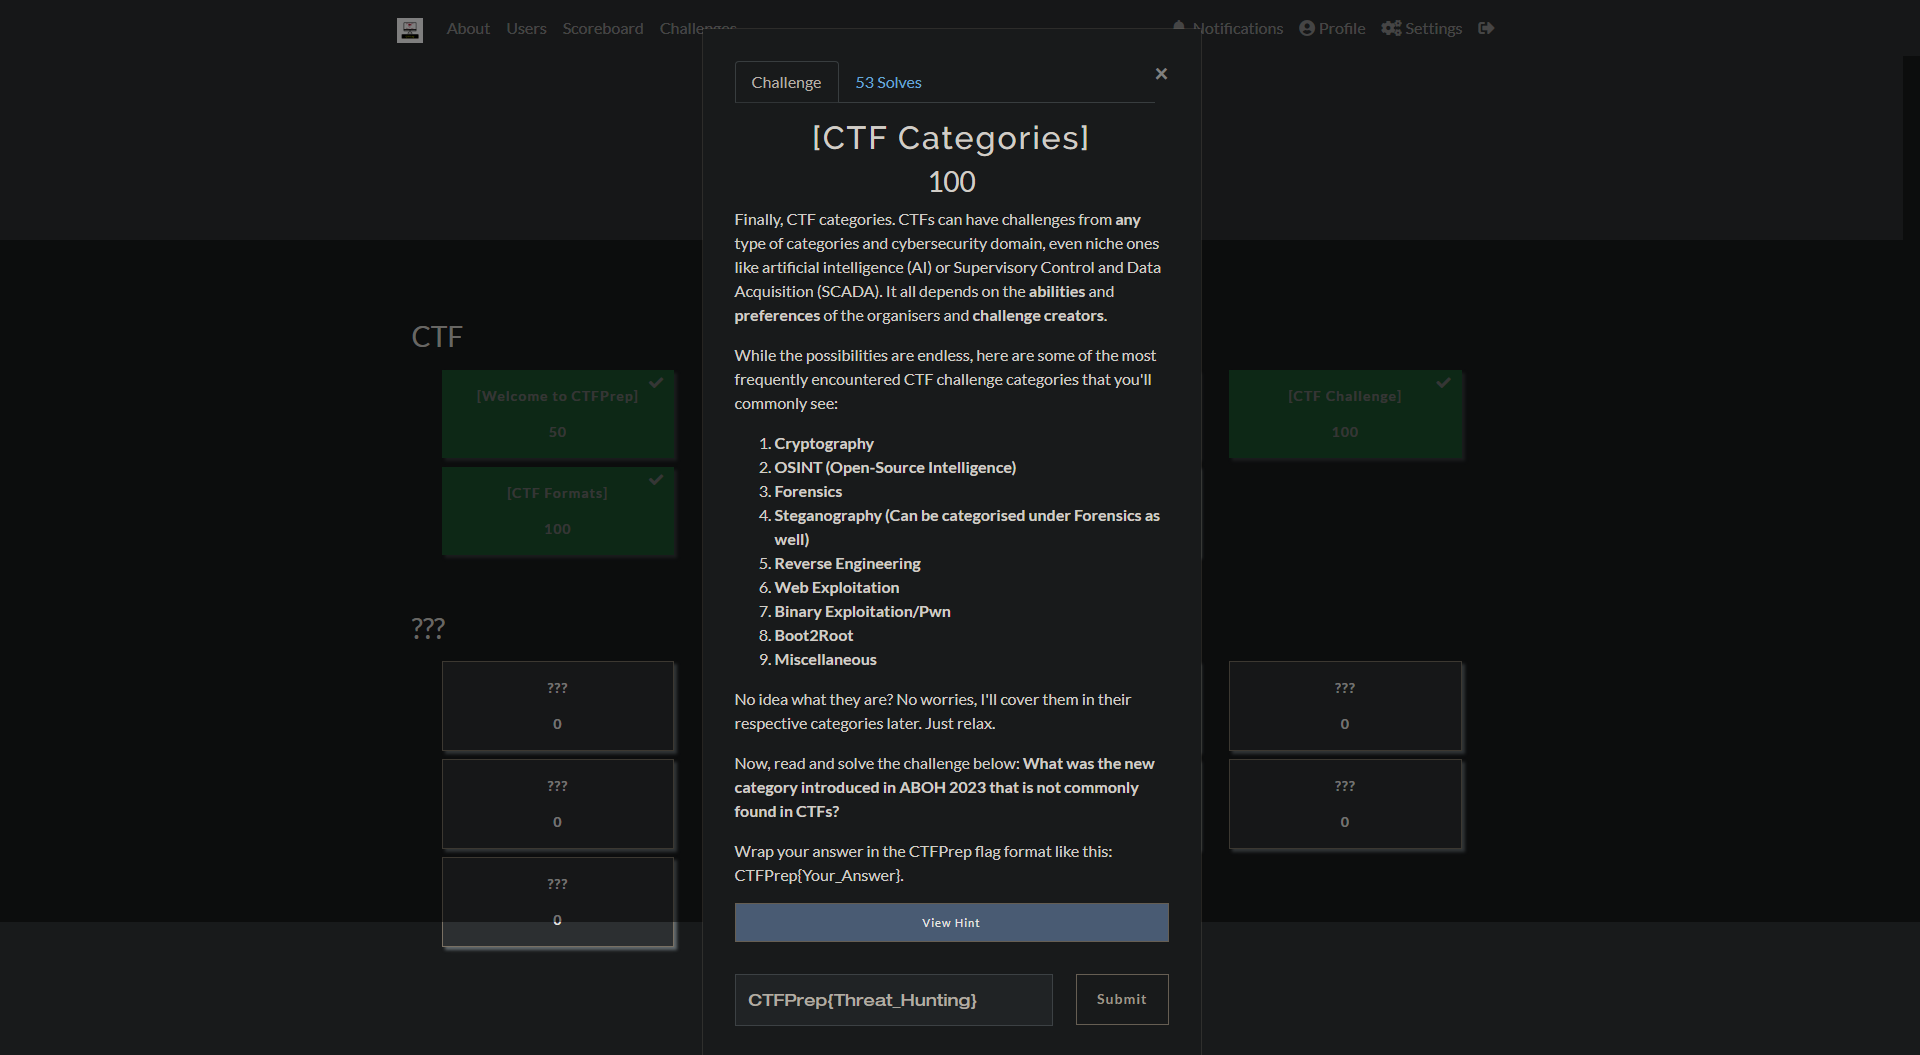 About Users Scoreboard Challenges Notifications Profile Settings
Challenge 53 Solves ×
[CTF Categories]
100
Finally, CTF categories. CTFs can have challenges from any
type of categories and cybersecurity domain, even niche ones
like artificial intelligence (AI) or Supervisory Control and Data
Acquisition (SCADA). It all depends on the abilities and
preferences of the organisers and challenge creators.
While the possibilities are endless, here are some of the most
frequently encountered CTF challenge categories that you'll
commonly see:
1. Cryptography
2. OSINT (Open-Source Intelligence)
3. Forensics
4. Steganography (Can be categorised under Forensics as
well)
5. Reverse Engineering
6. Web Exploitation
7. Binary Exploitation/Pwn
8. Boot2Root
9. Miscellaneous
No idea what they are? No worries, I'll cover them in their
respective categories later. Just relax.
Now, read and solve the challenge below: What was the new
category introduced in ABOH 2023 that is not commonly
found in CTFs?
Wrap your answer in the CTFPrep flag format like this:
CTFPrep{Your_Answer}.
View Hint
CTFPrep{Threat_Hunting}
Submit
CTF
[Welcome to CTFPrep]
50
[CTF Challenge]
100
[CTF Formats]
100
???
???
0
???
0
???
0
???
0
???
0